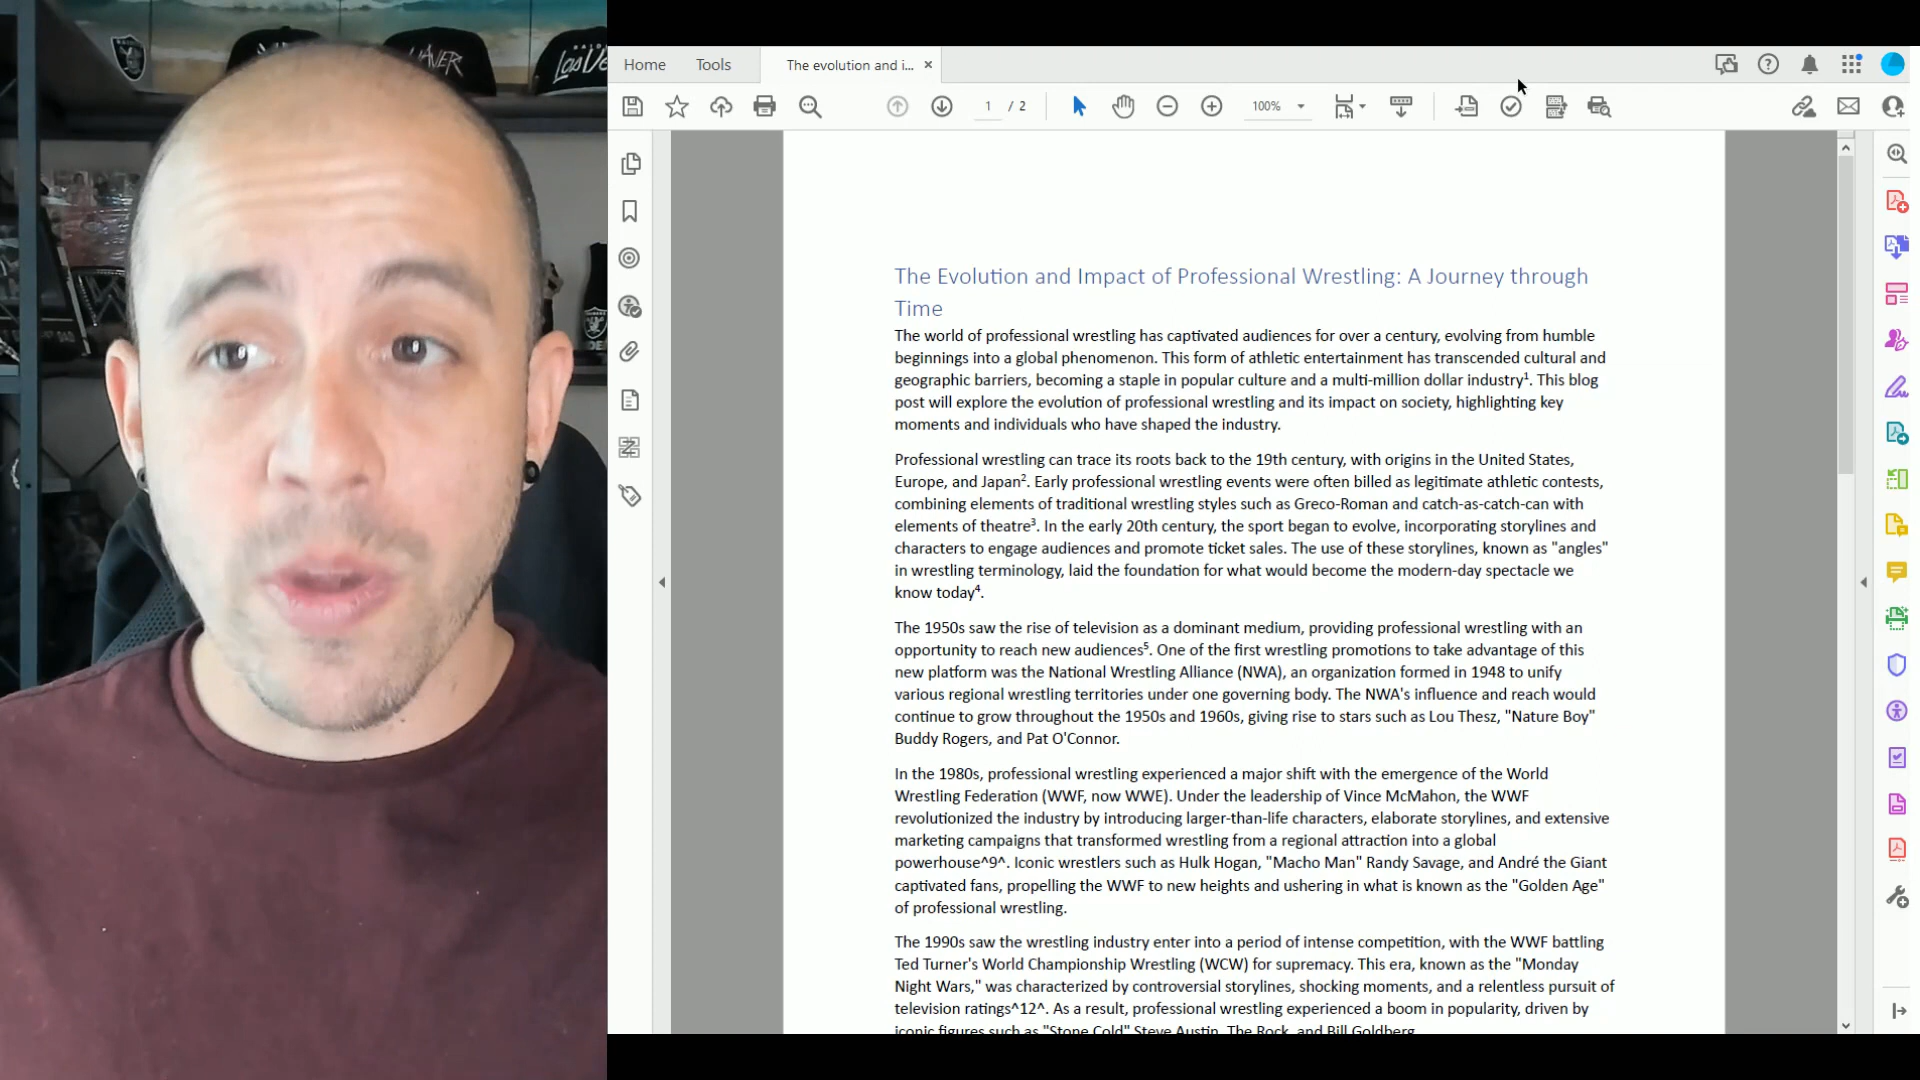 RAIDERS
SLAYER
RAIDERS
Las Ve
Home
Tools
The evolution and i...
1 / 2
100%
The Evolution and Impact of Professional Wrestling: A Journey through
Time
The world of professional wrestling has captivated audiences for over a century, evolving from humble
beginnings into a global phenomenon. This form of athletic entertainment has transcended cultural and
geographic barriers, becoming a staple in popular culture and a multi-million dollar industry¹. This blog
post will explore the evolution of professional wrestling and its impact on society, highlighting key
moments and individuals who have shaped the industry.
Professional wrestling can trace its roots back to the 19th century, with origins in the United States,
Europe, and Japan². Early professional wrestling events were often billed as legitimate athletic contests,
combining elements of traditional wrestling styles such as Greco-Roman and catch-as-catch-can with
elements of theatre³. In the early 20th century, the sport began to evolve, incorporating storylines and
characters to engage audiences and promote ticket sales. The use of these storylines, known as "angles"
in wrestling terminology, laid the foundation for what would become the modern-day spectacle we
know today⁴.
The 1950s saw the rise of television as a dominant medium, providing professional wrestling with an
opportunity to reach new audiences⁵. One of the first wrestling promotions to take advantage of this
new platform was the National Wrestling Alliance (NWA), an organization formed in 1948 to unify
various regional wrestling territories under one governing body. The NWA's influence and reach would
continue to grow throughout the 1950s and 1960s, giving rise to stars such as Lou Thesz, "Nature Boy"
Buddy Rogers, and Pat O'Connor.
In the 1980s, professional wrestling experienced a major shift with the emergence of the World
Wrestling Federation (WWF, now WWE). Under the leadership of Vince McMahon, the WWF
revolutionized the industry by introducing larger-than-life characters, elaborate storylines, and extensive
marketing campaigns that transformed wrestling from a regional attraction into a global
powerhouse^9^. Iconic wrestlers such as Hulk Hogan, "Macho Man" Randy Savage, and André the Giant
captivated fans, propelling the WWF to new heights and ushering in what is known as the "Golden Age"
of professional wrestling.
The 1990s saw the wrestling industry enter into a period of intense competition, with the WWF battling
Ted Turner's World Championship Wrestling (WCW) for supremacy. This era, known as the "Monday
Night Wars," was characterized by controversial storylines, shocking moments, and a relentless pursuit of
television ratings^12^. As a result, professional wrestling experienced a boom in popularity, driven by
iconic figures such as "Stone Cold" Steve Austin, The Rock, and Bill Goldberg.